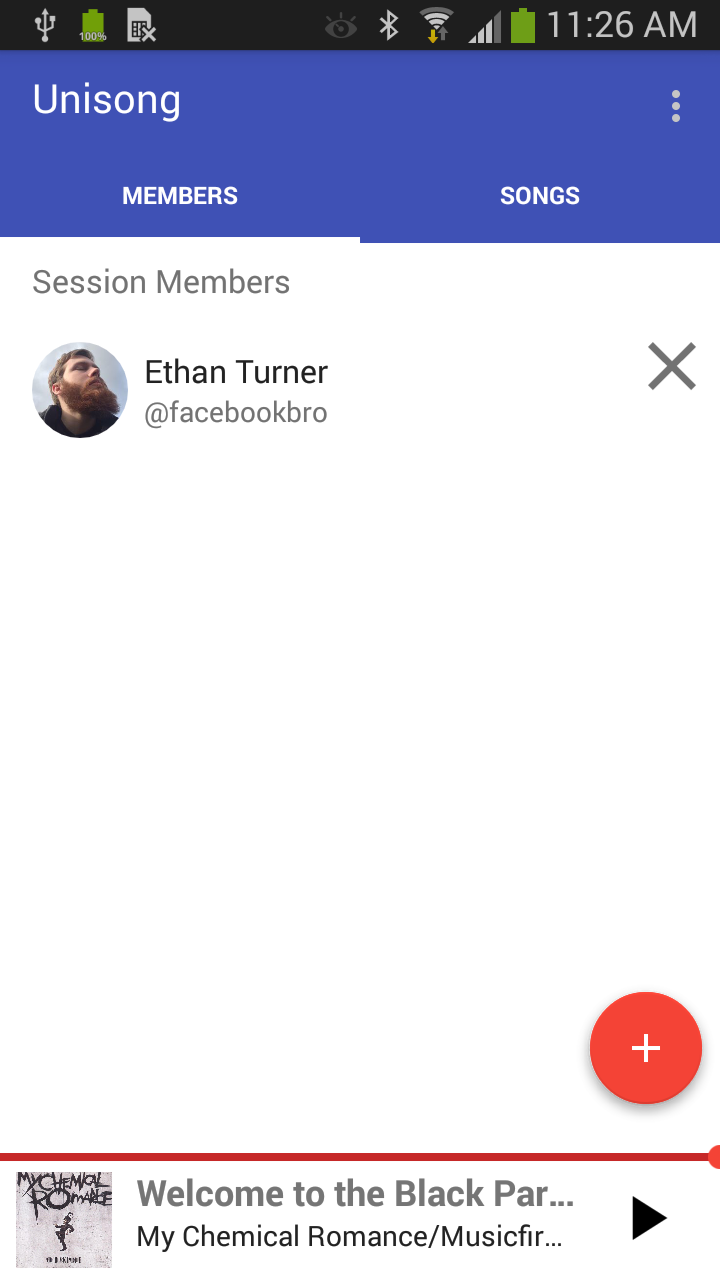 100%
11:26 AM
Unisong
MEMBERS
SONGS
Session Members
Ethan Turner
@facebookbro
MY CHEMICAL
ROMANCE
Welcome to the Black Par...
My Chemical Romance/Musicfir...